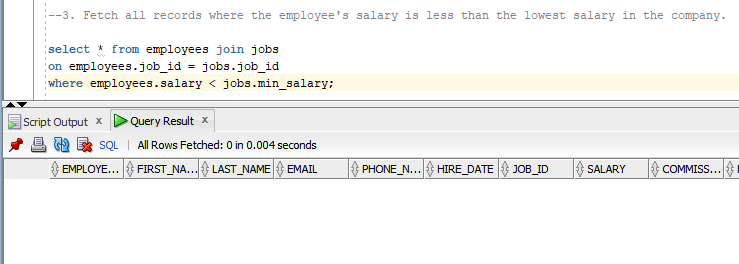 --3. Fetch all records where the employee's salary is less than the lowest salary in the company.
select * from employees join jobs
on employees.job_id = jobs.job_id
where employees.salary < jobs.min_salary;
Script Output x Query Result x
SQL | All Rows Fetched: 0 in 0.004 seconds
EMPLOYE... FIRST_NA... LAST_NAME EMAIL PHONE_N... HIRE_DATE JOB_ID SALARY COMMISS...